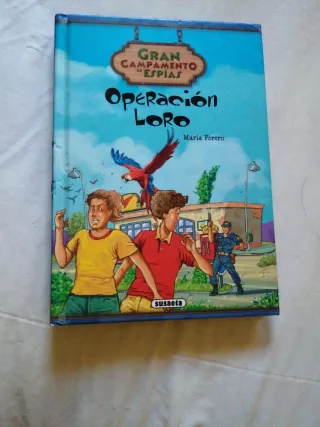 GRAN
CAMPAMENTO
DE ESPÍAS
OPERACIÓN
LORO
María Forero
susaeta